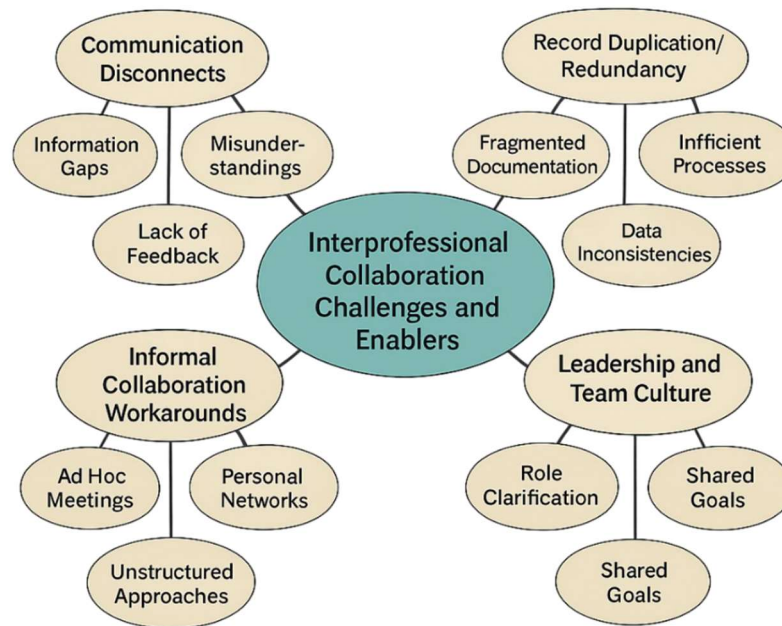 Communication
Disconnects
Information
Gaps
Misunder-
standings
Lack of
Feedback
Record Duplication/
Redundancy
Fragmented
Documentation
Infficient
Processes
Data
Inconsistencies
Interprofessional
Collaboration
Challenges and
Enablers
Informal
Collaboration
Workarounds
Ad Hoc
Meetings
Personal
Networks
Unstructured
Approaches
Leadership and
Team Culture
Role
Clarification
Shared
Goals
Shared
Goals